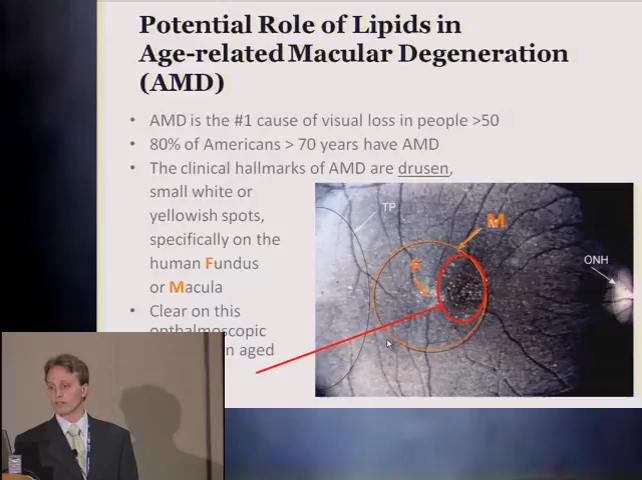 Potential Role of Lipids in
Age-related Macular Degeneration
(AMD)
• AMD is the #1 cause of visual loss in people >50
• 80% of Americans > 70 years have AMD
• The clinical hallmarks of AMD are drusen,
small white or
yellowish spots,
specifically on the
human Fundus
or Macula
• Clear on this
opthalmoscopic
n aged
TP
M
F
ONH